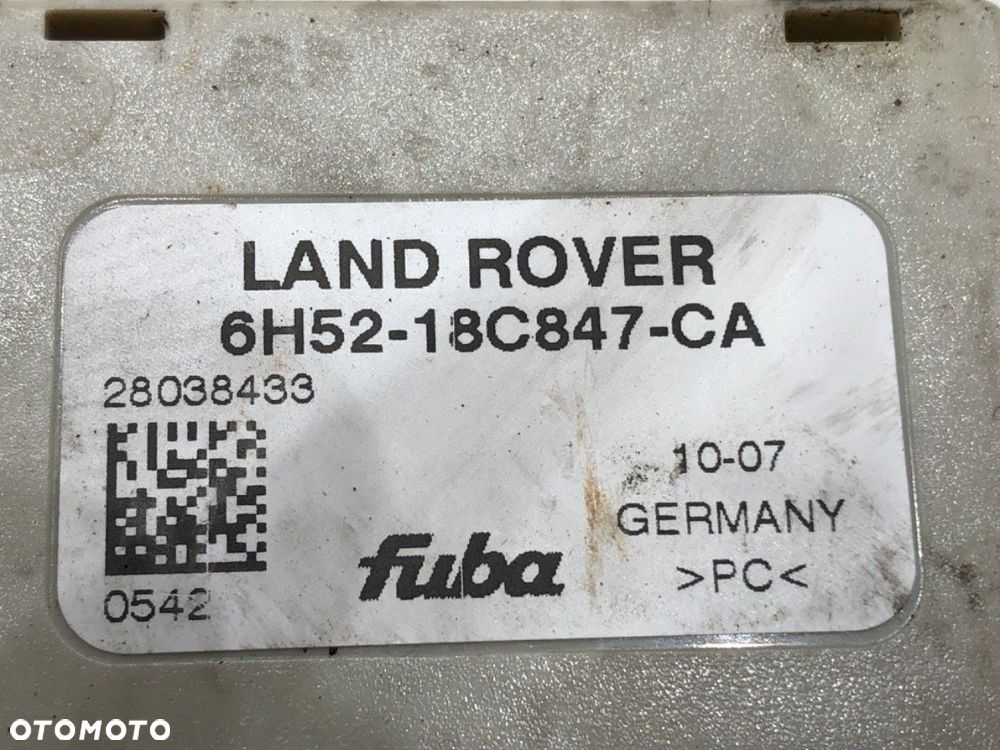 LAND ROVER
6H52-18C847-CA
28038433
10-07
GERMANY
fuba
>PC<
0542
OTOMOTO